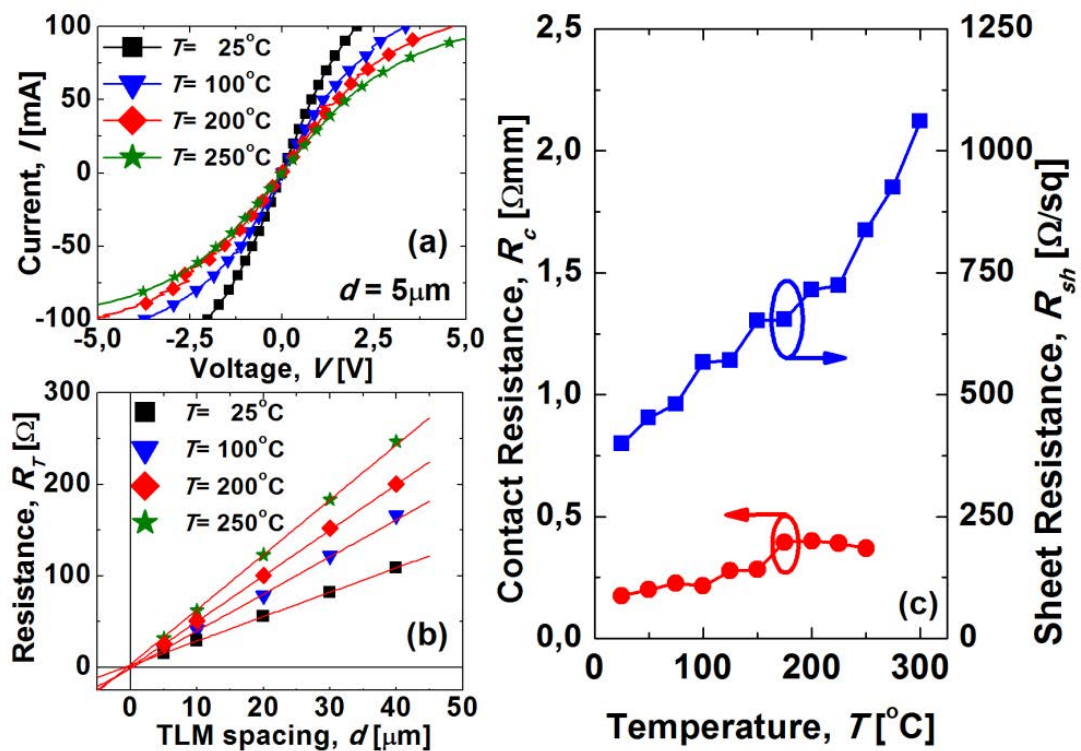 100
50
0
-50
-100
Current, I [mA]
T= 25°C
T= 100°C
T= 200°C
T= 250°C
(a)
d = 5μm
-5,0 -2,5 0,0 2,5 5,0
Voltage, V [V]
300
200
100
0
Resistance, R_T [Ω]
T= 25°C
T= 100°C
T= 200°C
T= 250°C
(b)
0 10 20 30 40 50
TLM spacing, d [μm]
2,5
2,0
1,5
1,0
0,5
0,0
Contact Resistance, R_c [Ωmm]
1250
1000
750
500
250
0
Sheet Resistance, R_sh [Ω/sq]
(c)
0 100 200 300
Temperature, T [°C]